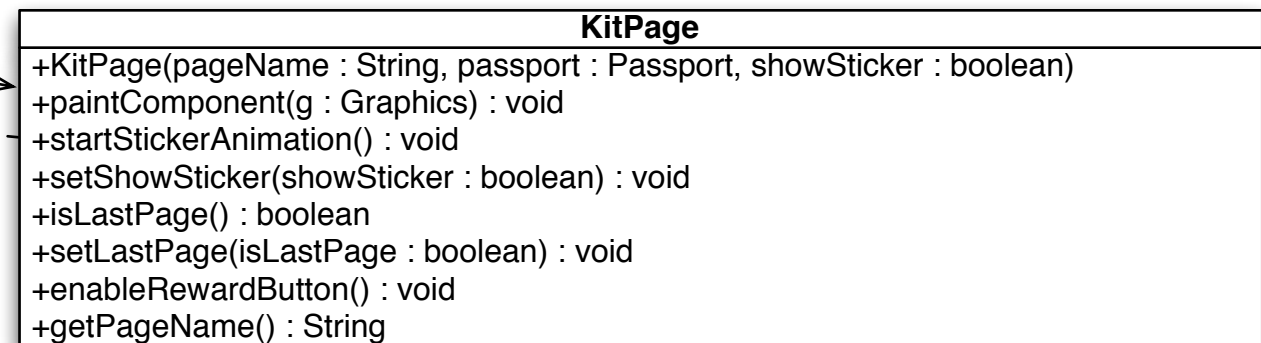 KitPage
+KitPage(pageName : String, passport : Passport, showSticker : boolean)
+paintComponent(g : Graphics) : void
+startStickerAnimation() : void
+setShowSticker(showSticker : boolean) : void
+isLastPage() : boolean
+setLastPage(isLastPage : boolean) : void
+enableRewardButton() : void
+getPageName() : String